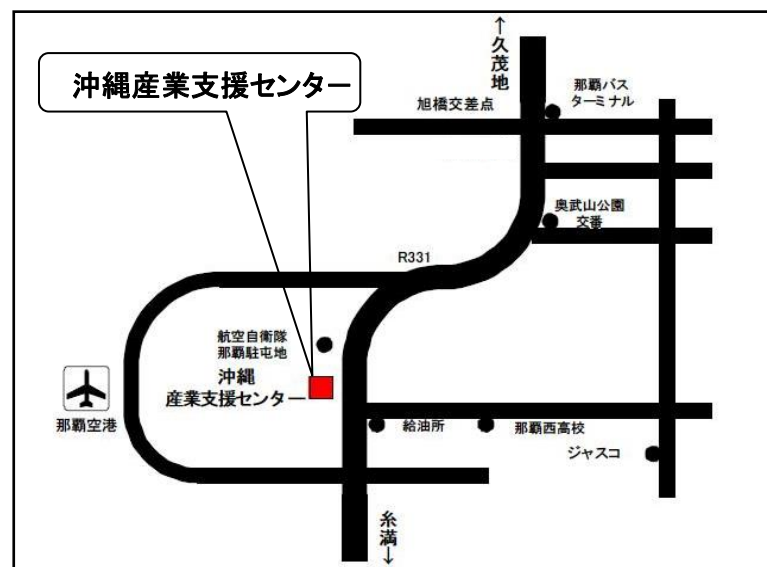 ↑久茂地
沖縄産業支援センター
那覇バス
ターミナル
旭橋交差点
奥武山公園
交番
R331
航空自衛隊
那覇駐屯地
沖縄
産業支援センター
那覇空港
給油所
那覇西高校
ジャスコ
糸満↓